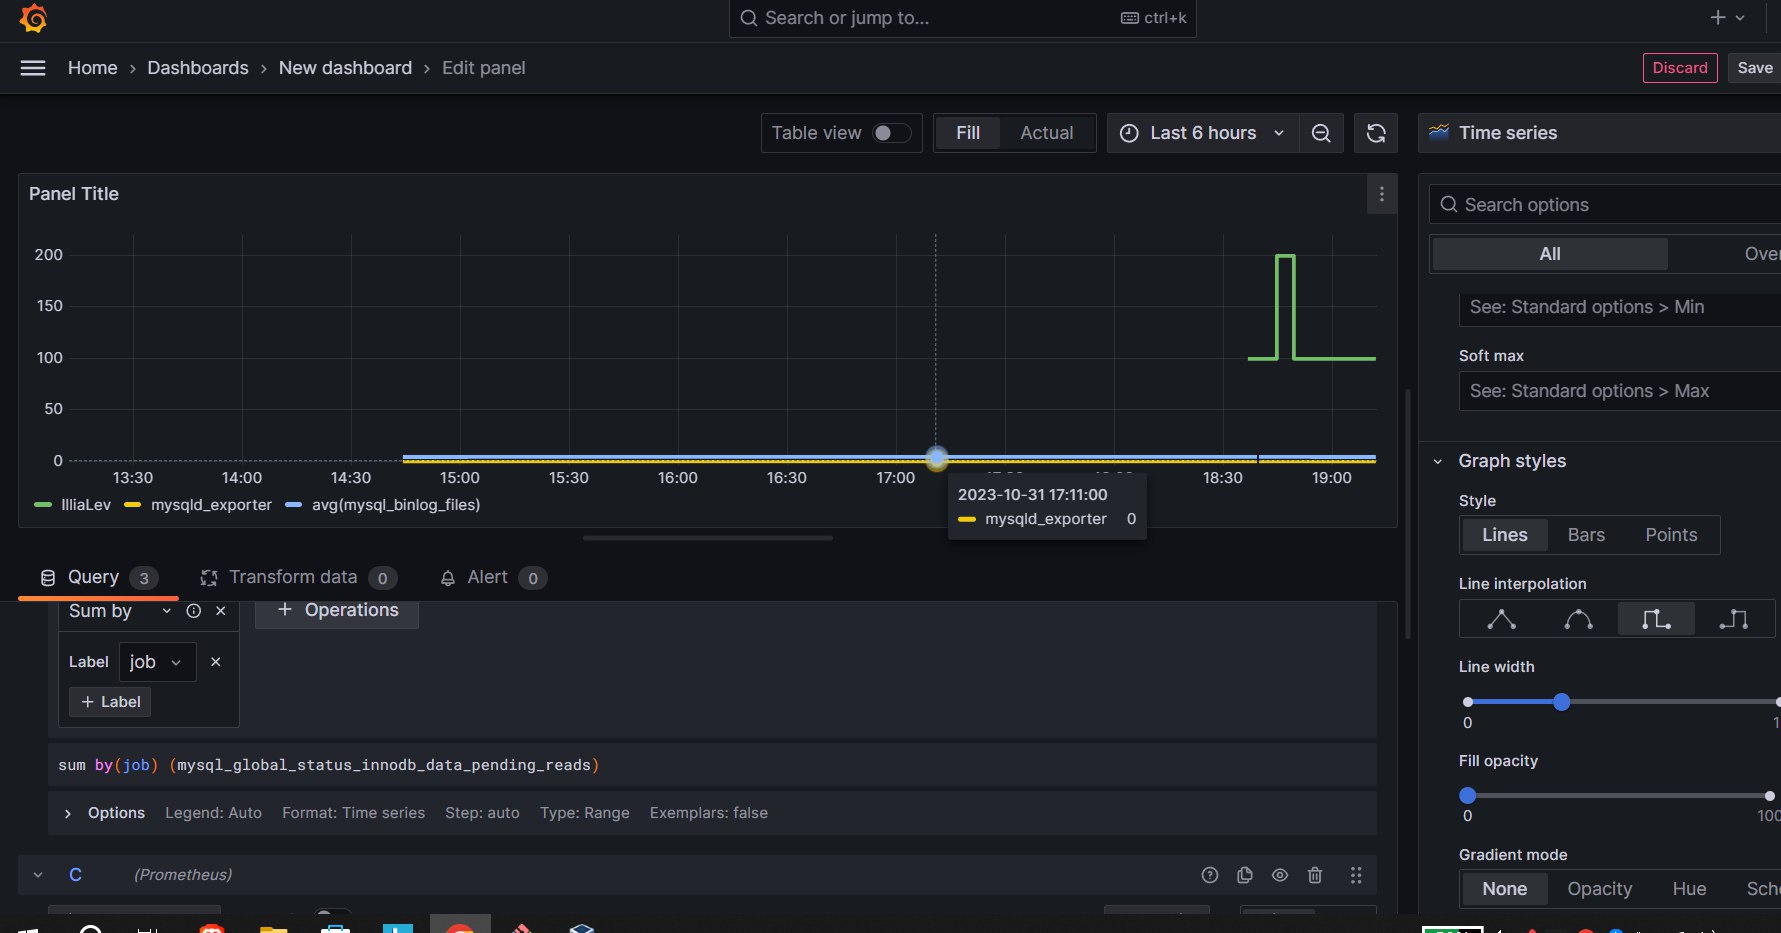 Search or jump to... ctrl+k
Home › Dashboards › New dashboard › Edit panel
Discard Save
Table view Fill Actual Last 6 hours
Time series
Panel Title
Search options
All
200
150
100
50
0
13:30 14:00 14:30 15:00 15:30 16:00 16:30 17:00 18:30 19:00
IlliaLev mysqld_exporter avg(mysql_binlog_files)
2023-10-31 17:11:00
mysqld_exporter 0
See: Standard options > Min
Soft max
See: Standard options > Max
Graph styles
Style
Lines Bars Points
Line interpolation
Line width
0
Fill opacity
0 100
Gradient mode
None Opacity Hue
Query 3 Transform data 0 Alert 0
Sum by
+ Operations
Label job
+ Label
sum by(job) (mysql_global_status_innodb_data_pending_reads)
Options Legend: Auto Format: Time series Step: auto Type: Range Exemplars: false
C (Prometheus)